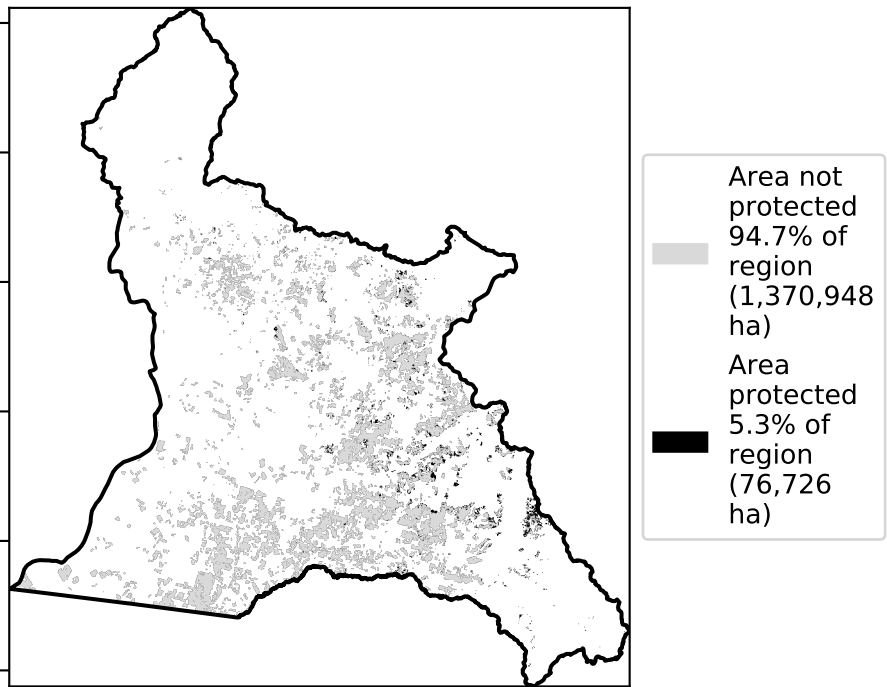 Area not
protected
94.7% of
region
(1,370,948
ha)
Area
protected
5.3% of
region
(76,726
ha)